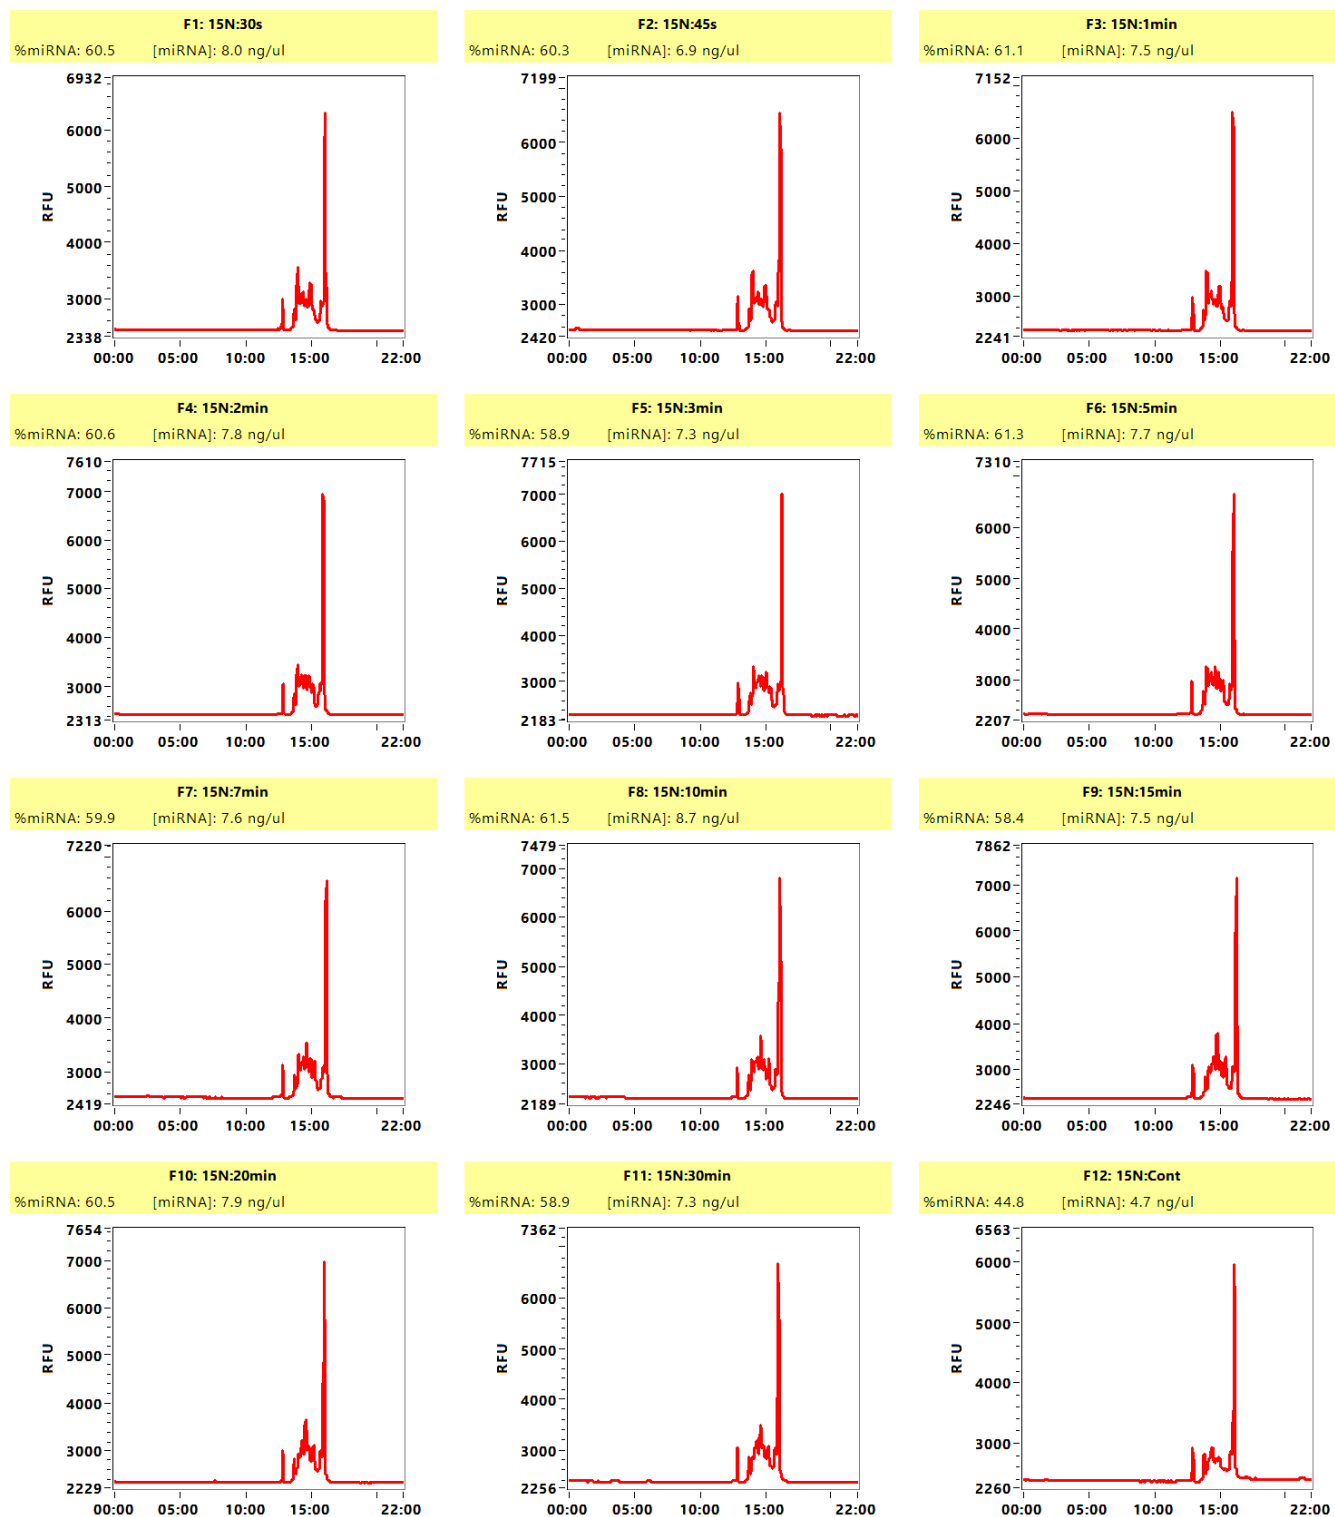 F1: 15N:30s
%miRNA: 60.5 [miRNA]: 8.0 ng/ul
6932
6000
5000
4000
3000
2338
RFU
00:00 05:00 10:00 15:00 22:00
F2: 15N:45s
%miRNA: 60.3 [miRNA]: 6.9 ng/ul
7199
6000
5000
4000
3000
2420
RFU
00:00 05:00 10:00 15:00 22:00
F3: 15N:1min
%miRNA: 61.1 [miRNA]: 7.5 ng/ul
7152
6000
5000
4000
3000
2241
RFU
00:00 05:00 10:00 15:00 22:00
F4: 15N:2min
%miRNA: 60.6 [miRNA]: 7.8 ng/ul
7610
7000
6000
5000
4000
3000
2313
RFU
00:00 05:00 10:00 15:00 22:00
F5: 15N:3min
%miRNA: 58.9 [miRNA]: 7.3 ng/ul
7715
7000
6000
5000
4000
3000
2183
RFU
00:00 05:00 10:00 15:00 22:00
F6: 15N:5min
%miRNA: 61.3 [miRNA]: 7.7 ng/ul
7310
6000
5000
4000
3000
2207
RFU
00:00 05:00 10:00 15:00 22:00
F7: 15N:7min
%miRNA: 59.9 [miRNA]: 7.6 ng/ul
7220
6000
5000
4000
3000
2419
RFU
00:00 05:00 10:00 15:00 22:00
F8: 15N:10min
%miRNA: 61.5 [miRNA]: 8.7 ng/ul
7479
7000
6000
5000
4000
3000
2189
RFU
00:00 05:00 10:00 15:00 22:00
F9: 15N:15min
%miRNA: 58.4 [miRNA]: 7.5 ng/ul
7862
7000
6000
5000
4000
3000
2246
RFU
00:00 05:00 10:00 15:00 22:00
F10: 15N:20min
%miRNA: 60.5 [miRNA]: 7.9 ng/ul
7654
7000
6000
5000
4000
3000
2229
RFU
00:00 05:00 10:00 15:00 22:00
F11: 15N:30min
%miRNA: 58.9 [miRNA]: 7.3 ng/ul
7362
6000
5000
4000
3000
2256
RFU
00:00 05:00 10:00 15:00 22:00
F12: 15N:Cont
%miRNA: 44.8 [miRNA]: 4.7 ng/ul
6563
6000
5000
4000
3000
2260
RFU
00:00 05:00 10:00 15:00 22:00